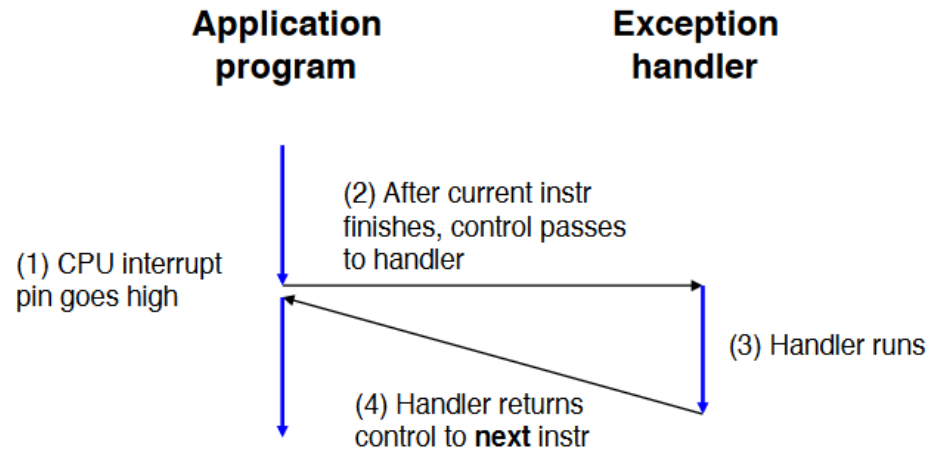 Application
program
Exception
handler
(2) After current instr
finishes, control passes
to handler
(1) CPU interrupt
pin goes high
(3) Handler runs
(4) Handler returns
control to next instr